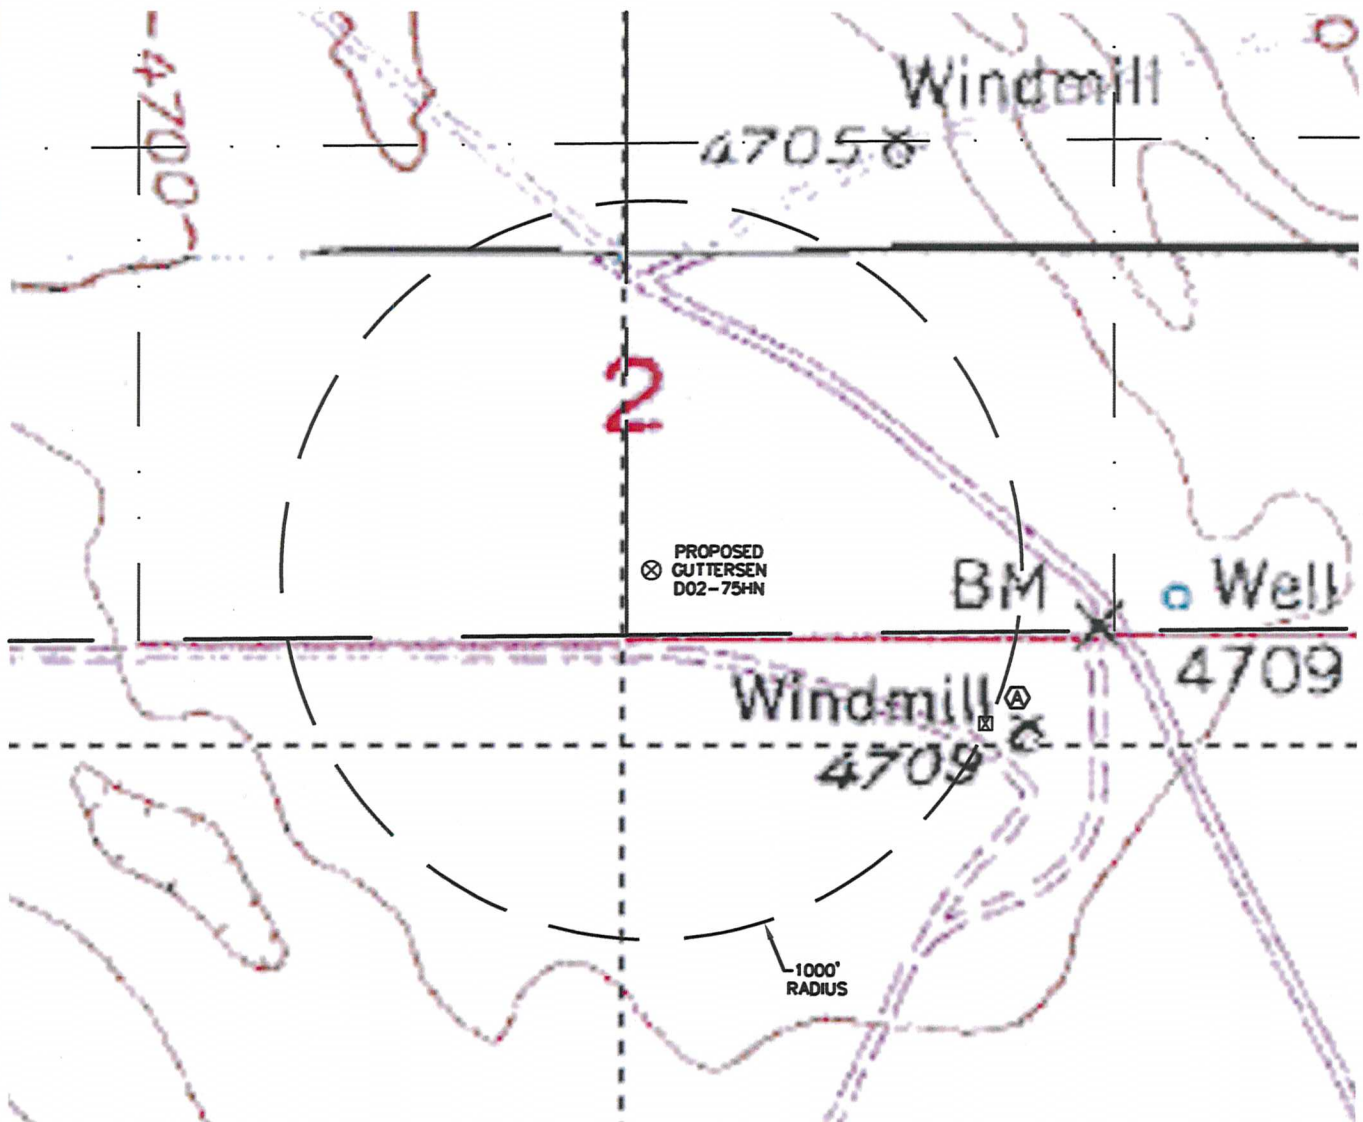 -4700-
Windmill
4705
2
PROPOSED
GUTTERSEN
D02-75HN
BM
Well
4709
Windmill
A
4709
1000'
RADIUS